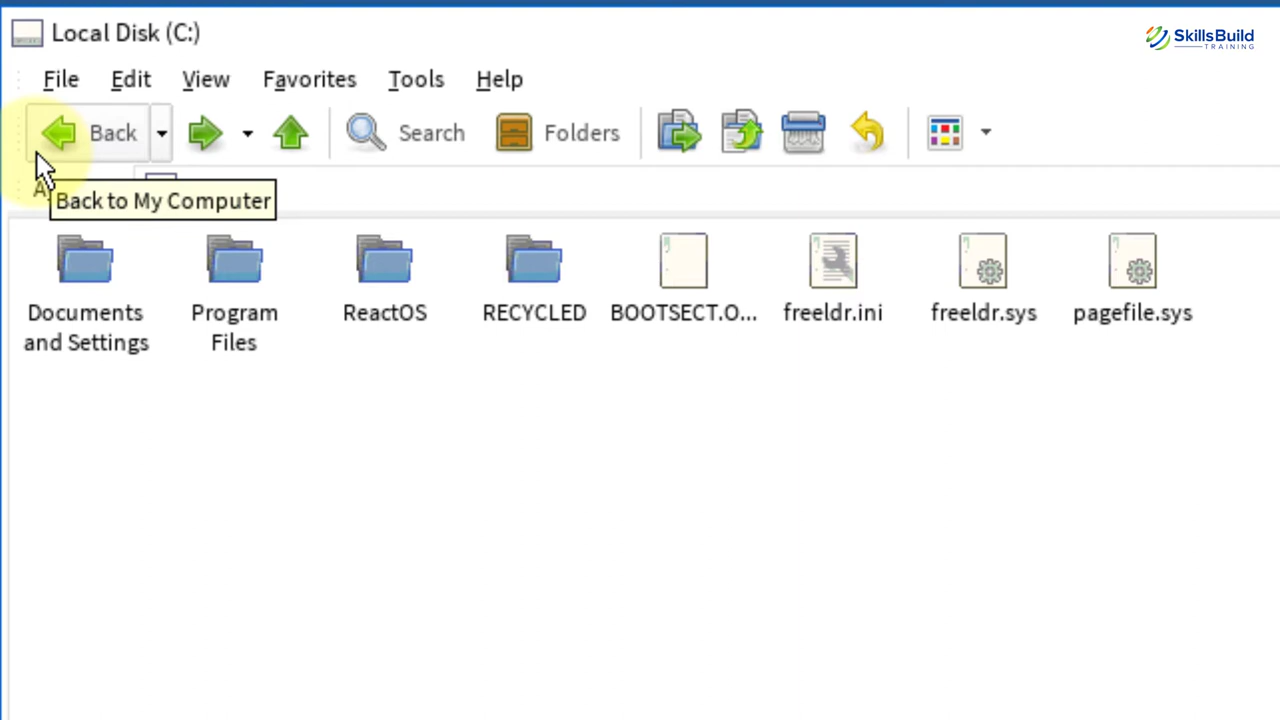 Local Disk (C:)
SkillsBuild
TRAINING
File Edit View Favorites Tools Help
Back Search Folders
Back to My Computer
Documents and Settings
Program Files
ReactOS
RECYCLED
BOOTSECT.O...
freeldr.ini
freeldr.sys
pagefile.sys